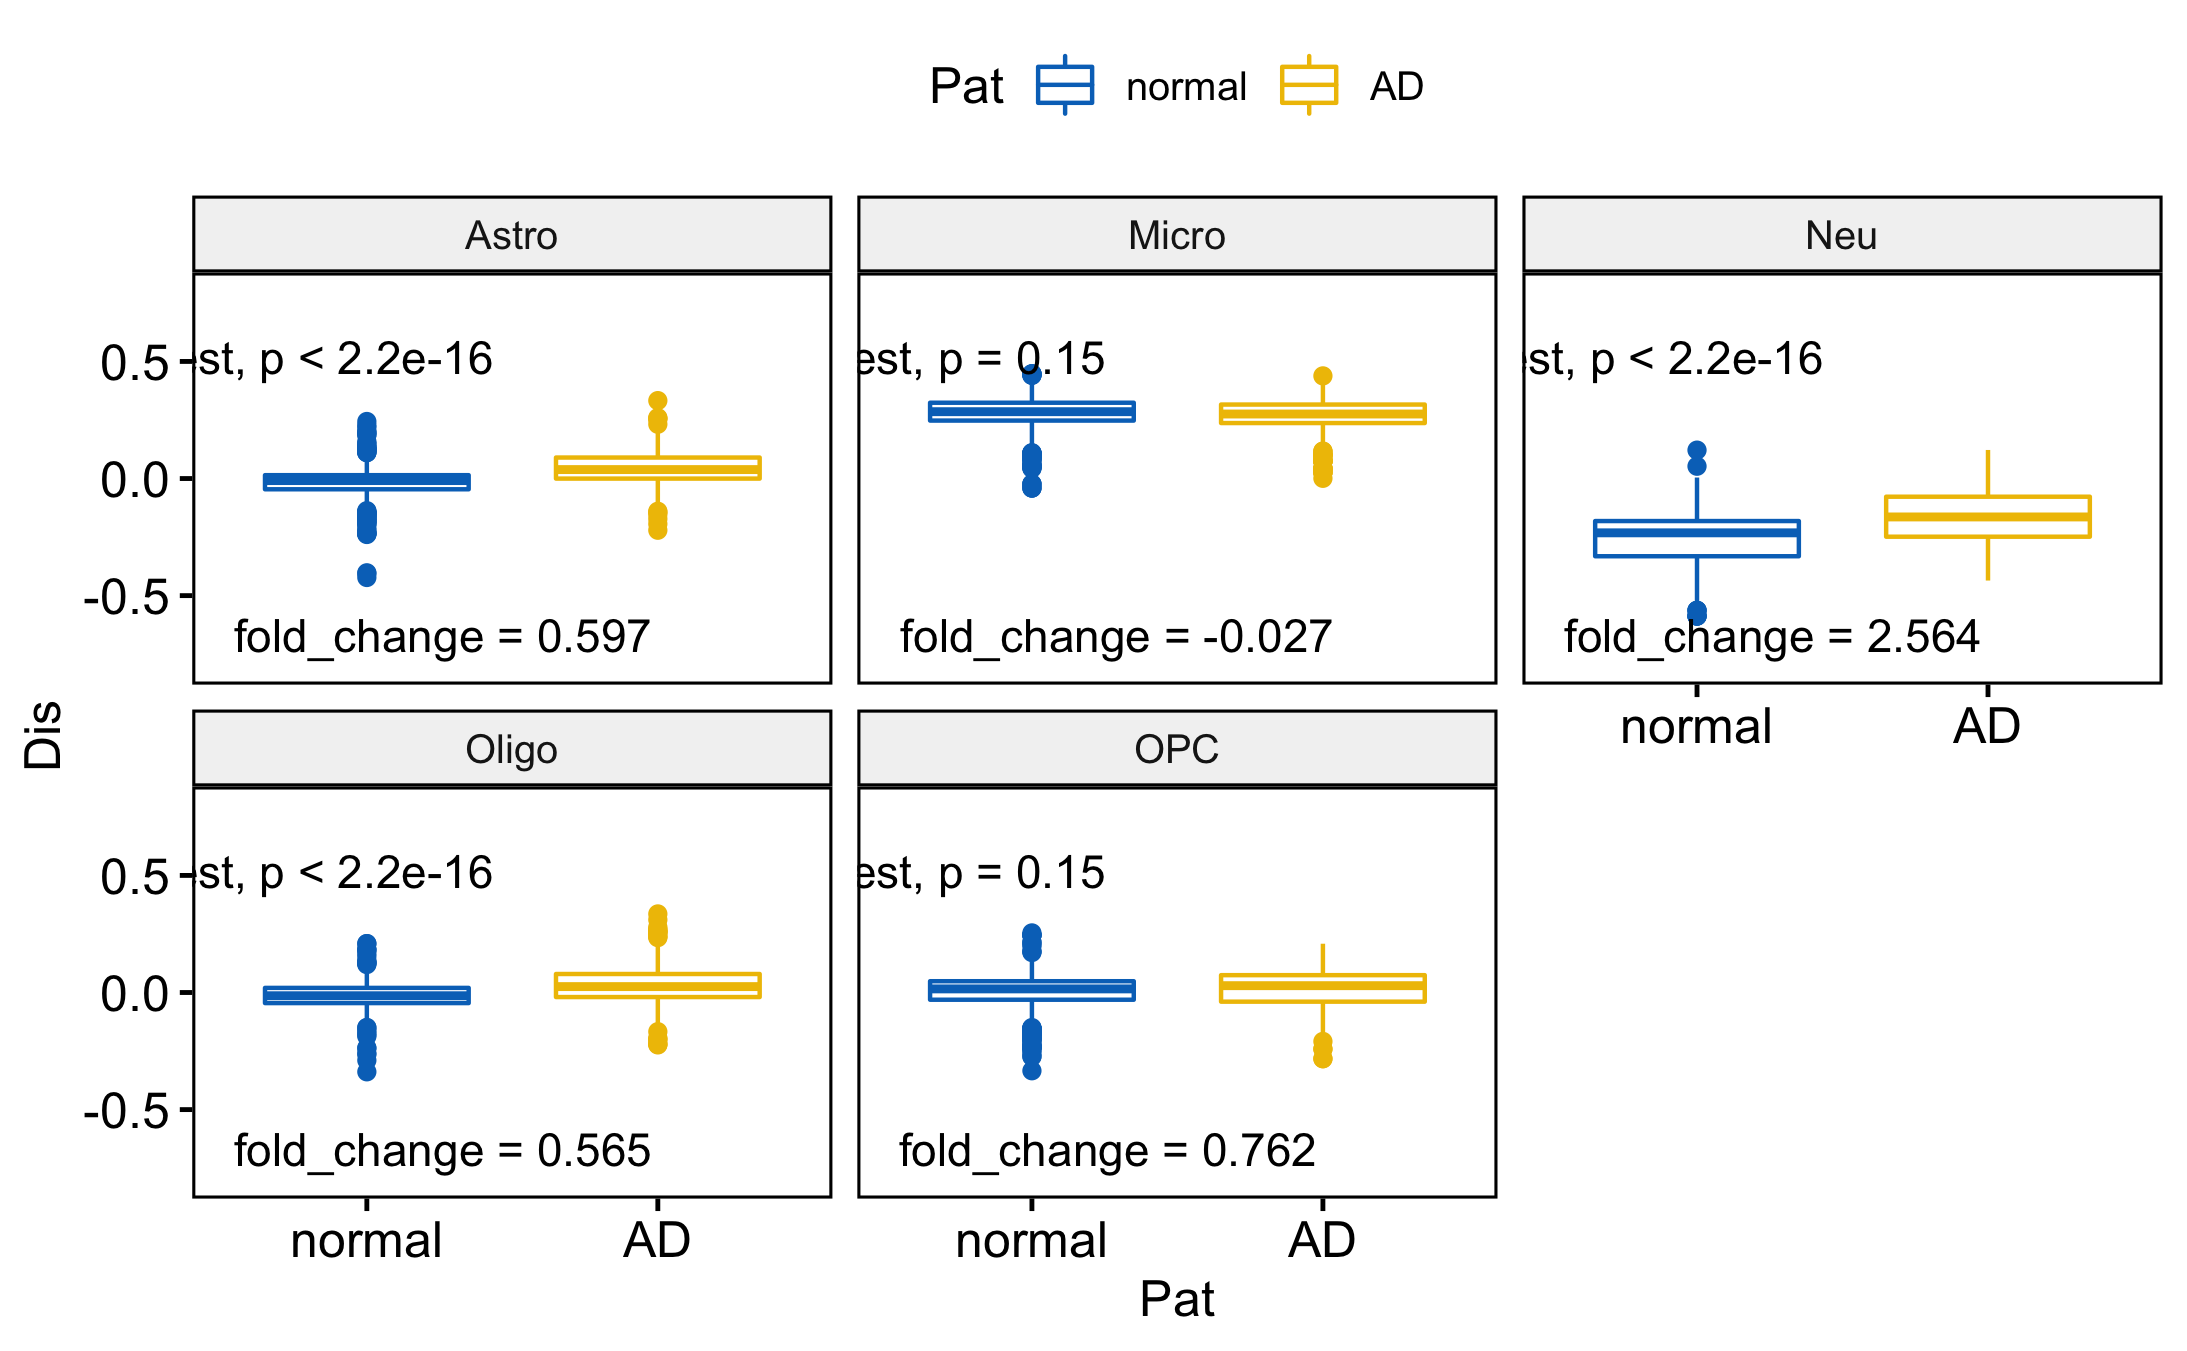 Pat normal AD
Astro Micro Neu
0.5 est, p < 2.2e-16 est, p = 0.15 est, p < 2.2e-16
0.0
-0.5
fold_change = 0.597 fold_change = -0.027 fold_change = 2.564
normal AD
Dis
Oligo OPC
0.5 est, p < 2.2e-16 est, p = 0.15
0.0
-0.5
fold_change = 0.565 fold_change = 0.762
normal AD normal AD
Pat